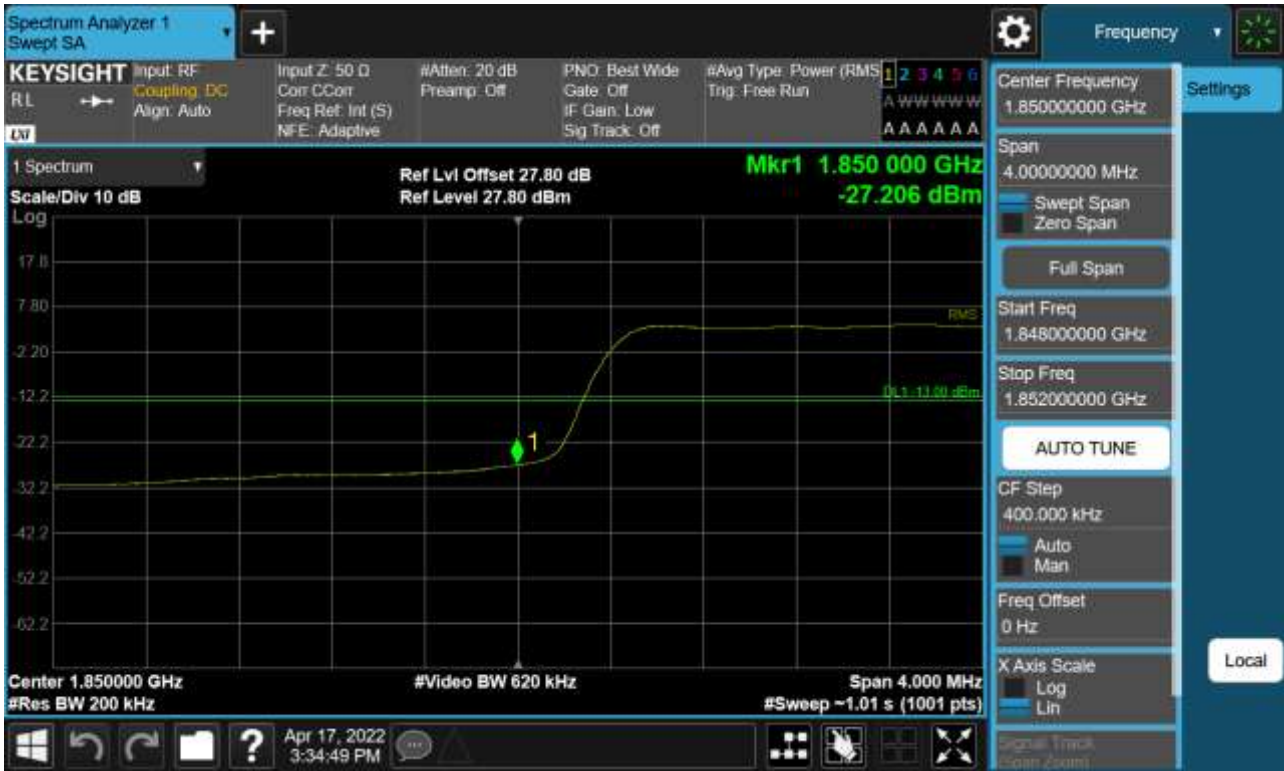 Spectrum Analyzer 1
Swept SA
+
Frequency
KEYSIGHT
RL
LXI
Input: RF
Coupling: DC
Align: Auto
Input Z: 50 Ω
Corr CCorr
Freq Ref: Int (S)
NFE: Adaptive
#Atten: 20 dB
Preamp: Off
PNO: Best Wide
Gate: Off
IF Gain: Low
Sig Track: Off
#Avg Type: Power (RMS
Trig: Free Run
1 2 3 4 5 6
A W W W W W
A A A A A A
1 Spectrum
Scale/Div 10 dB
Log
Ref Lvl Offset 27.80 dB
Ref Level 27.80 dBm
Mkr1 1.850 000 GHz
-27.206 dBm
17.8
7.80
RMS
-2.20
-12.2
DL1 -13.00 dBm
-22.2
1
-32.2
-42.2
-52.2
-62.2
Center 1.850000 GHz
#Video BW 620 kHz
Span 4.000 MHz
#Res BW 200 kHz
#Sweep ~1.01 s (1001 pts)
?
Apr 17, 2022
3:34:49 PM
Center Frequency
1.850000000 GHz
Settings
Span
4.00000000 MHz
Swept Span
Zero Span
Full Span
Start Freq
1.848000000 GHz
Stop Freq
1.852000000 GHz
AUTO TUNE
CF Step
400.000 kHz
Auto
Man
Freq Offset
0 Hz
X Axis Scale
Log
Lin
Local
Signal Track
(Span Zoom)